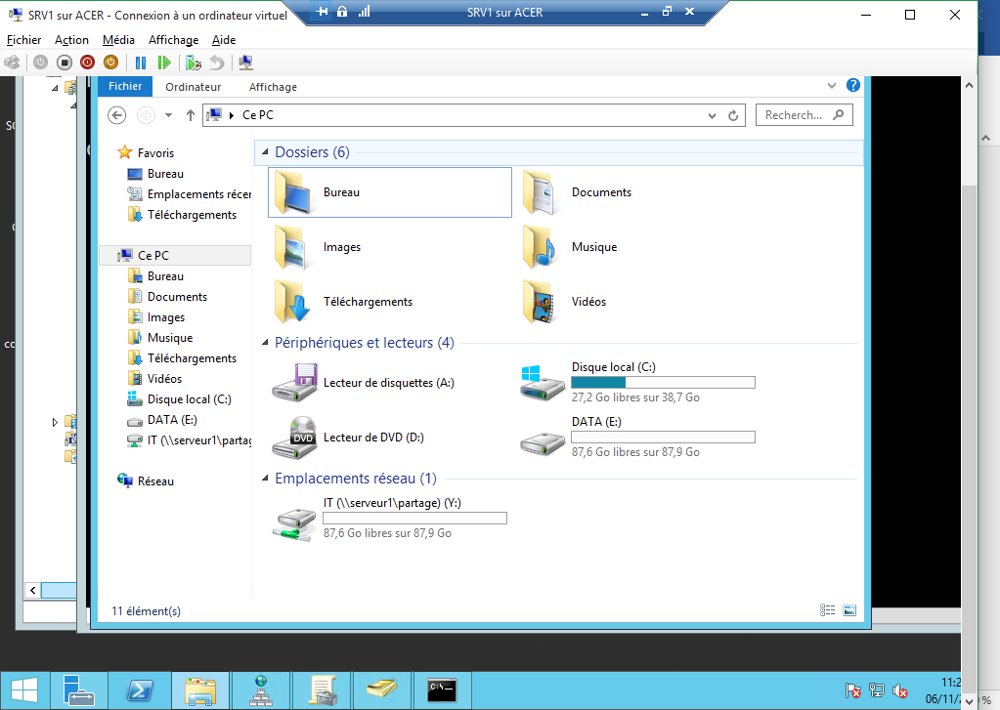 SRV1 sur ACER - Connexion à un ordinateur virtuel
SRV1 sur ACER
Fichier Action Média Affichage Aide
Fichier Ordinateur Affichage
Ce PC
Recherch...
Favoris
Bureau
Emplacements récer
Téléchargements
Ce PC
Bureau
Documents
Images
Musique
Téléchargements
Vidéos
Disque local (C:)
DATA (E:)
IT (\\serveur1\partag
Réseau
Dossiers (6)
Bureau
Documents
Images
Musique
Téléchargements
Vidéos
Périphériques et lecteurs (4)
Lecteur de disquettes (A:)
Disque local (C:)
27,2 Go libres sur 38,7 Go
DVD
Lecteur de DVD (D:)
DATA (E:)
87,6 Go libres sur 87,9 Go
Emplacements réseau (1)
IT (\\serveur1\partage) (Y:)
87,6 Go libres sur 87,9 Go
11 élément(s)
C:\
11:2
06/11/2
%